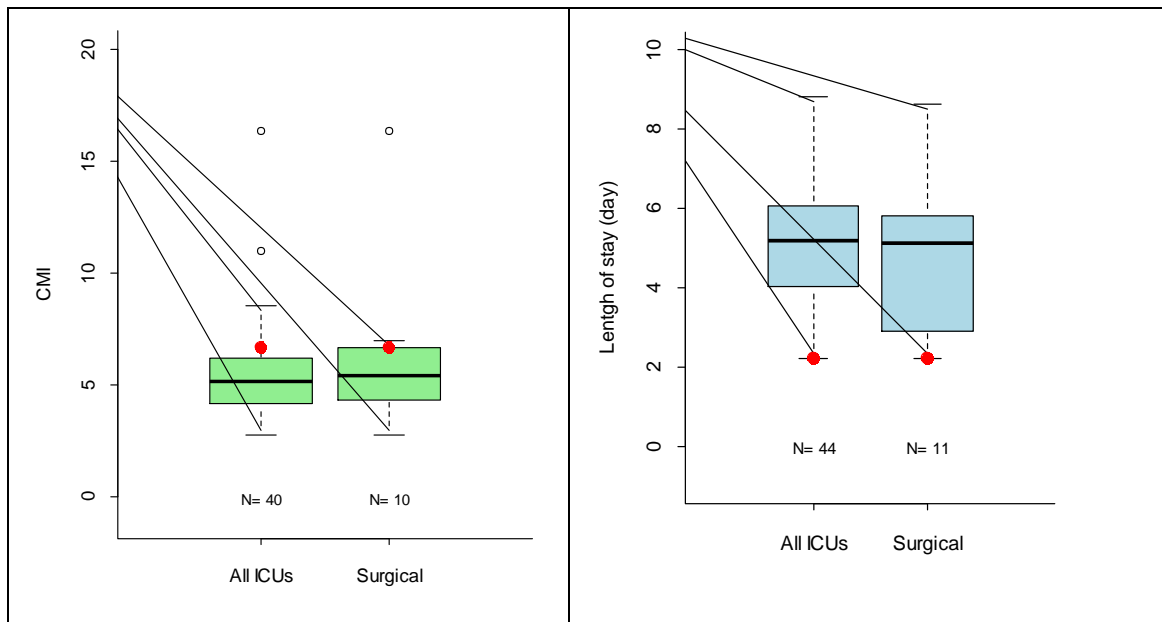 20
15
10
5
0
CMI
N= 40
N= 10
All ICUs
Surgical
10
8
6
4
2
0
Lentgh of stay (day)
N= 44
N= 11
All ICUs
Surgical